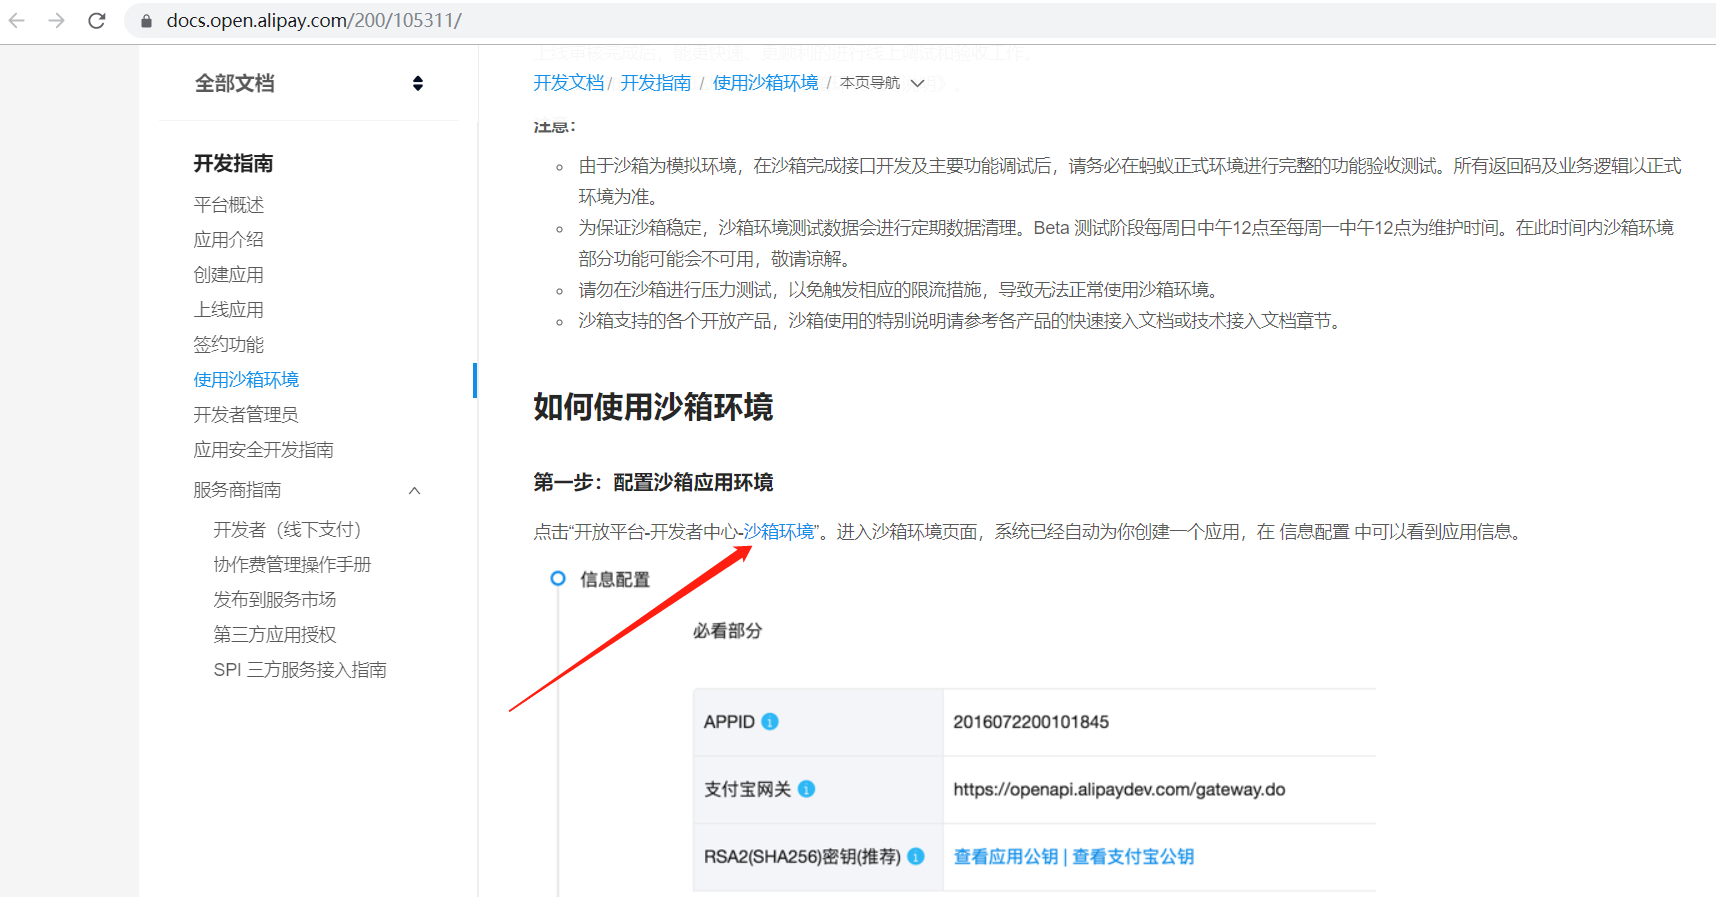 docs.open.alipay.com/200/105311/
全部文档
开发指南
平台概述
应用介绍
创建应用
上线应用
签约功能
使用沙箱环境
开发者管理员
应用安全开发指南
服务商指南
开发者（线下支付）
协作费管理操作手册
发布到服务市场
第三方应用授权
SPI 三方服务接入指南
开发文档 / 开发指南 / 使用沙箱环境 / 本页导航
注意：
由于沙箱为模拟环境，在沙箱完成接口开发及主要功能调试后，请务必在蚂蚁正式环境进行完整的功能验收测试。所有返回码及业务逻辑以正式
环境为准。
为保证沙箱稳定，沙箱环境测试数据会进行定期数据清理。Beta 测试阶段每周日中午12点至每周一中午12点为维护时间。在此时间内沙箱环境
部分功能可能会不可用，敬请谅解。
请勿在沙箱进行压力测试，以免触发相应的限流措施，导致无法正常使用沙箱环境。
沙箱支持的各个开放产品，沙箱使用的特别说明请参考各产品的快速接入文档或技术接入文档章节。
如何使用沙箱环境
第一步：配置沙箱应用环境
点击“开放平台-开发者中心-沙箱环境”。进入沙箱环境页面，系统已经自动为你创建一个应用，在 信息配置 中可以看到应用信息。
信息配置
必看部分
APPID 2016072200101845
支付宝网关 https://openapi.alipaydev.com/gateway.do
RSA2(SHA256)密钥(推荐) 查看应用公钥 | 查看支付宝公钥